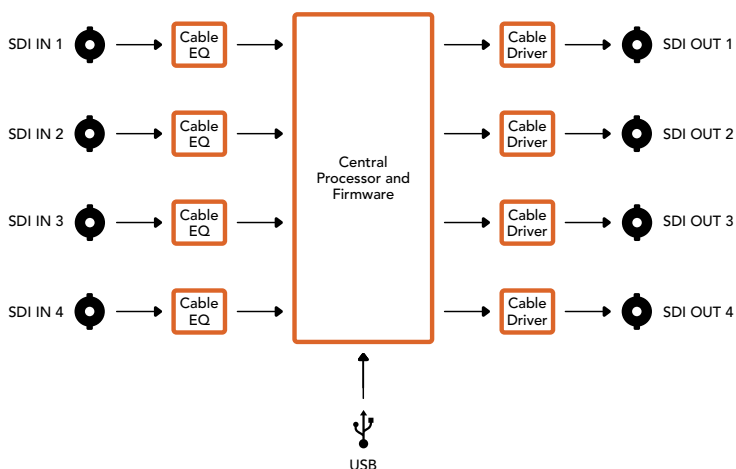 SDI IN 1
Cable
EQ
Cable
Driver
SDI OUT 1
SDI IN 2
Cable
EQ
Cable
Driver
SDI OUT 2
Central
Processor and
Firmware
SDI IN 3
Cable
EQ
Cable
Driver
SDI OUT 3
SDI IN 4
Cable
EQ
Cable
Driver
SDI OUT 4
USB